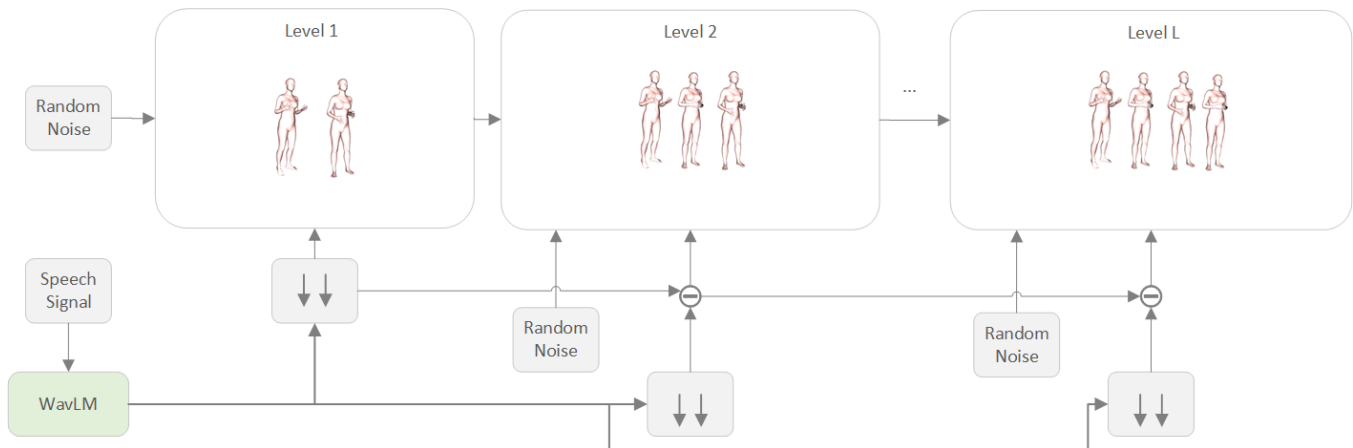 Level 1
Level 2
Level L
Random
Noise
...
Speech
Signal
Random
Noise
Random
Noise
WavLM